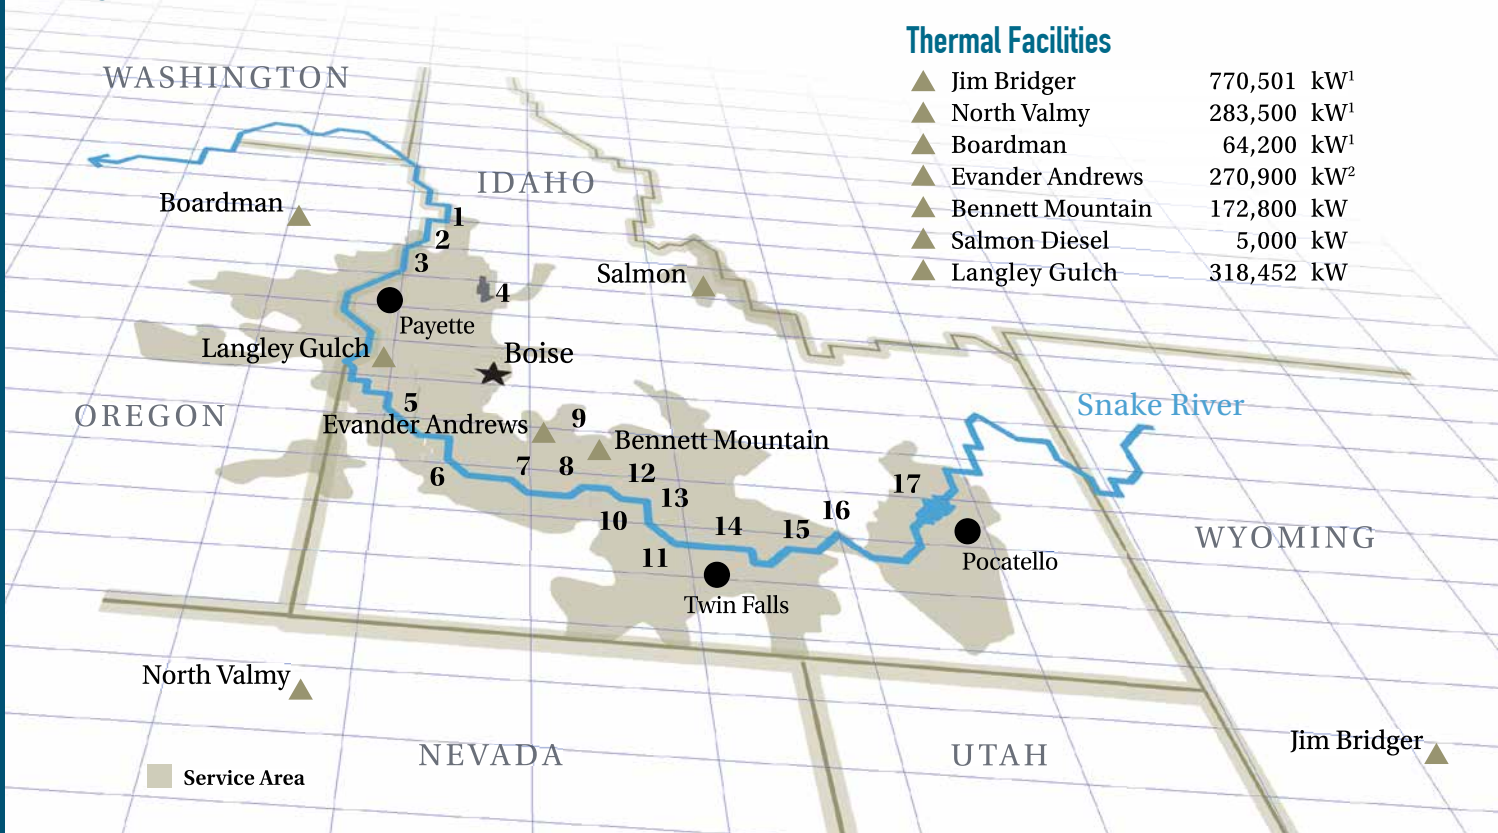 Thermal Facilities
Jim Bridger 770,501 kW¹
North Valmy 283,500 kW¹
Boardman 64,200 kW¹
Evander Andrews 270,900 kW²
Bennett Mountain 172,800 kW
Salmon Diesel 5,000 kW
Langley Gulch 318,452 kW
WASHINGTON
IDAHO
Boardman
1
2
3
Salmon
4
Payette
Langley Gulch
Boise
OREGON
5
Evander Andrews
9
Bennett Mountain
Snake River
6
7
8
12
13
17
10
14
15
16
11
WYOMING
Pocatello
Twin Falls
North Valmy
NEVADA
UTAH
Jim Bridger
Service Area